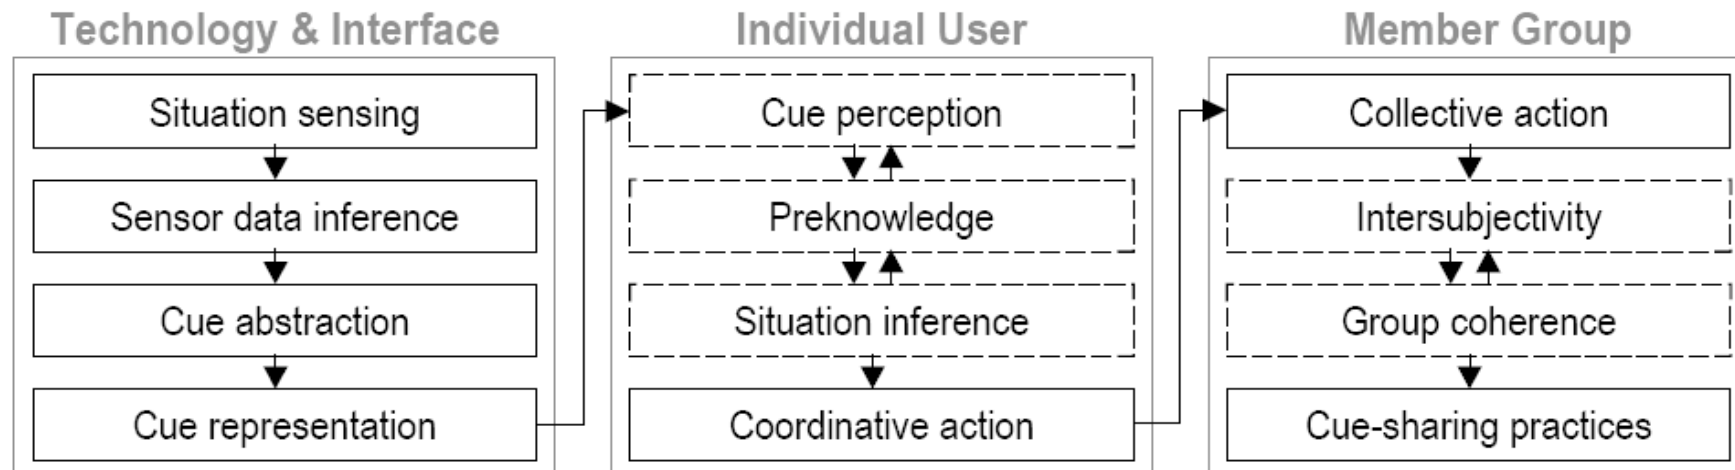 Technology & Interface
Situation sensing
Sensor data inference
Cue abstraction
Cue representation
Individual User
Cue perception
Preknowledge
Situation inference
Coordinative action
Member Group
Collective action
Intersubjectivity
Group coherence
Cue-sharing practices